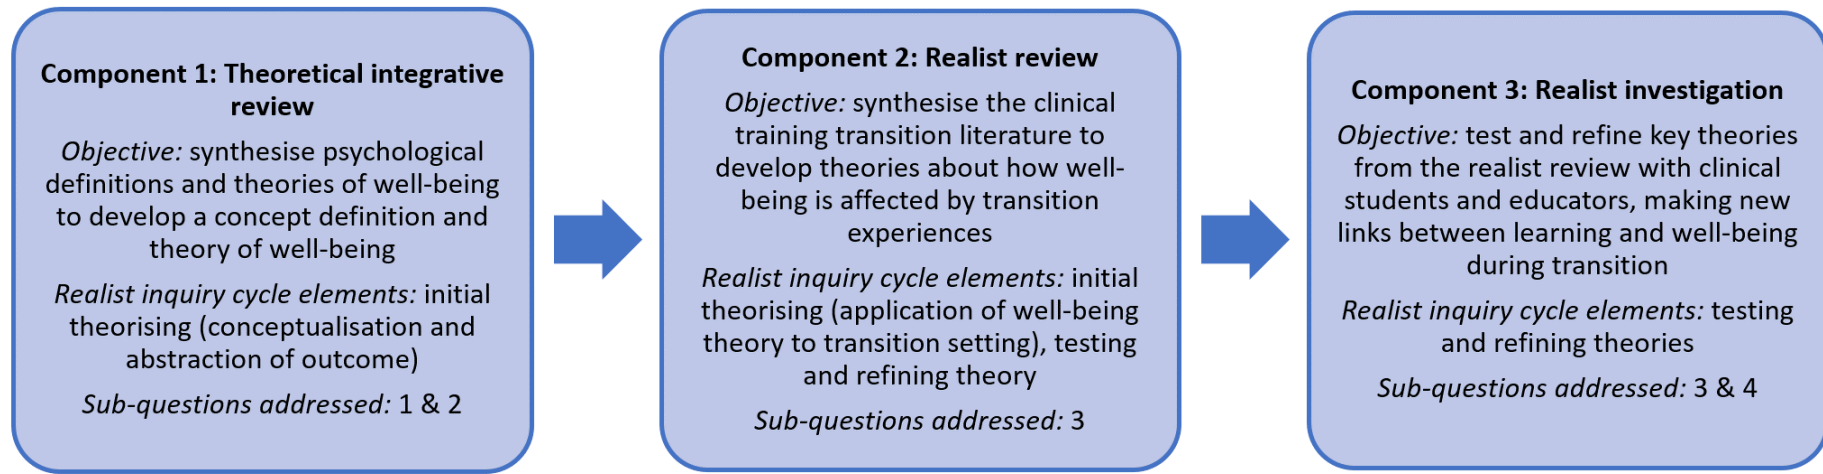 Component 1: Theoretical integrative
review
Objective: synthesise psychological
definitions and theories of well-being
to develop a concept definition and
theory of well-being
Realist inquiry cycle elements: initial
theorising (conceptualisation and
abstraction of outcome)
Sub-questions addressed: 1 & 2
Component 2: Realist review
Objective: synthesise the clinical
training transition literature to
develop theories about how well-
being is affected by transition
experiences
Realist inquiry cycle elements: initial
theorising (application of well-being
theory to transition setting), testing
and refining theory
Sub-questions addressed: 3
Component 3: Realist investigation
Objective: test and refine key theories
from the realist review with clinical
students and educators, making new
links between learning and well-being
during transition
Realist inquiry cycle elements: testing
and refining theories
Sub-questions addressed: 3 & 4